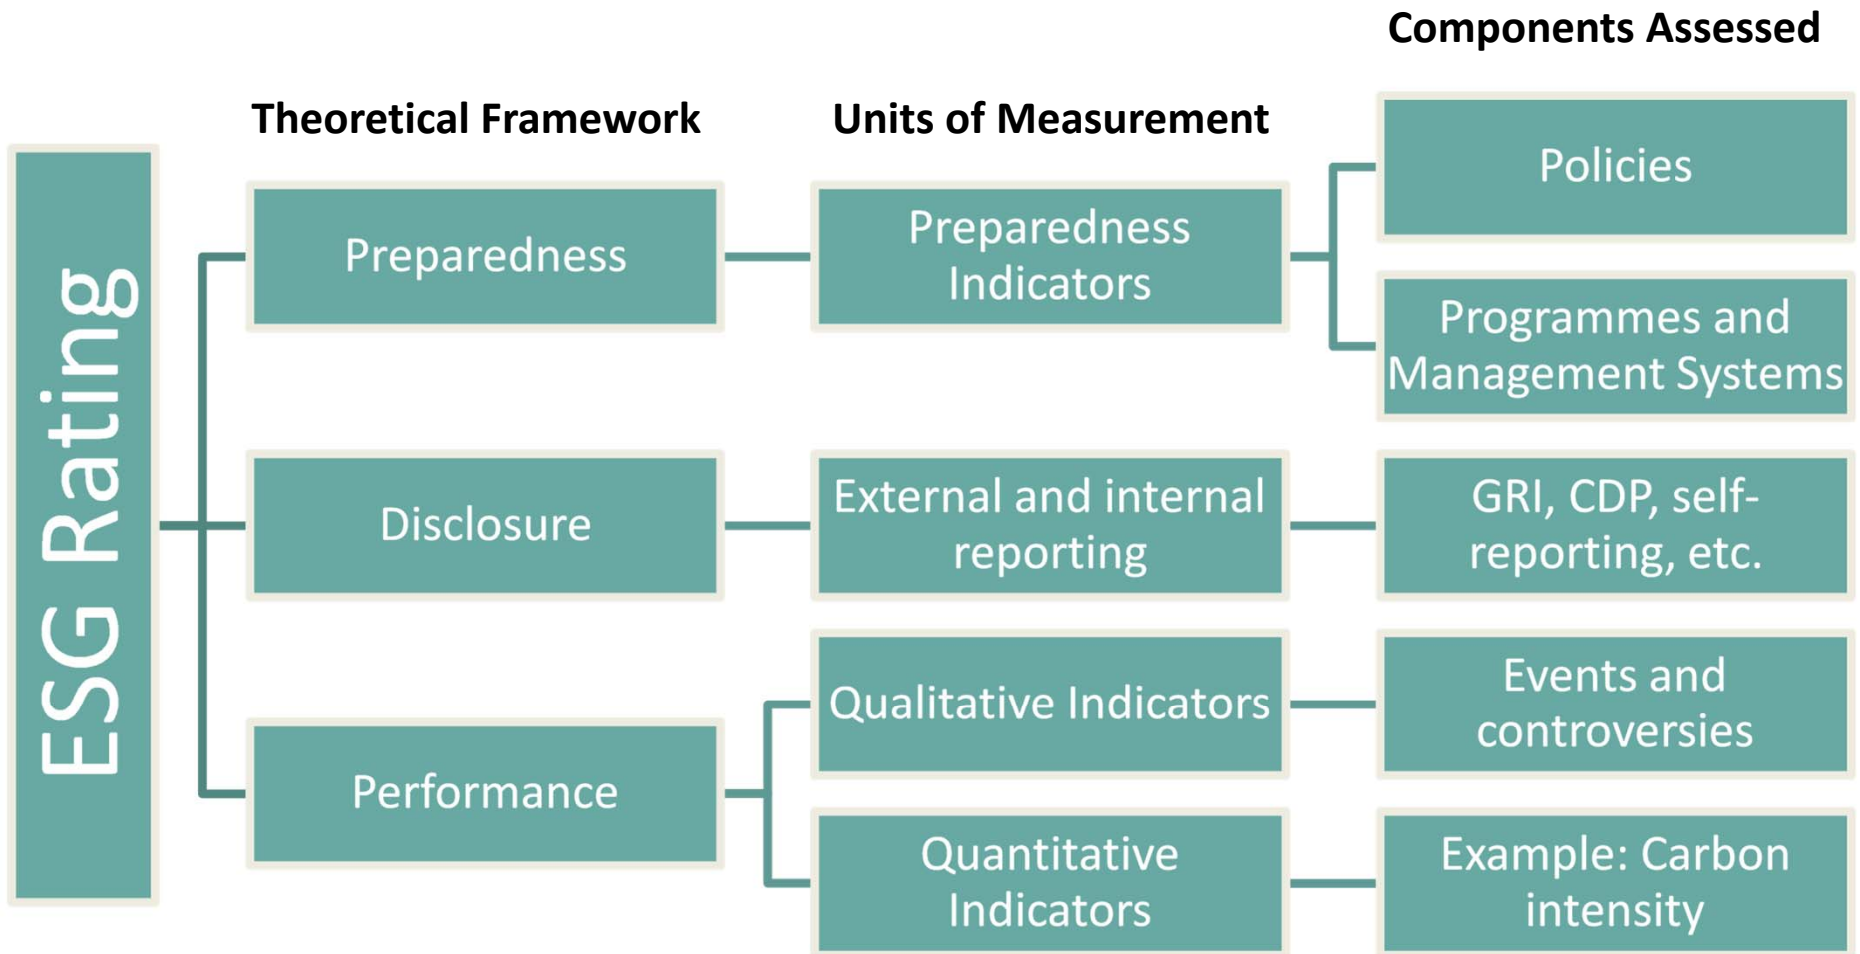 Components Assessed
Theoretical Framework
Units of Measurement
ESG Rating
Preparedness
Preparedness
Indicators
Policies
Programmes and
Management Systems
Disclosure
External and internal
reporting
GRI, CDP, self-
reporting, etc.
Performance
Qualitative Indicators
Events and
controversies
Quantitative
Indicators
Example: Carbon
intensity